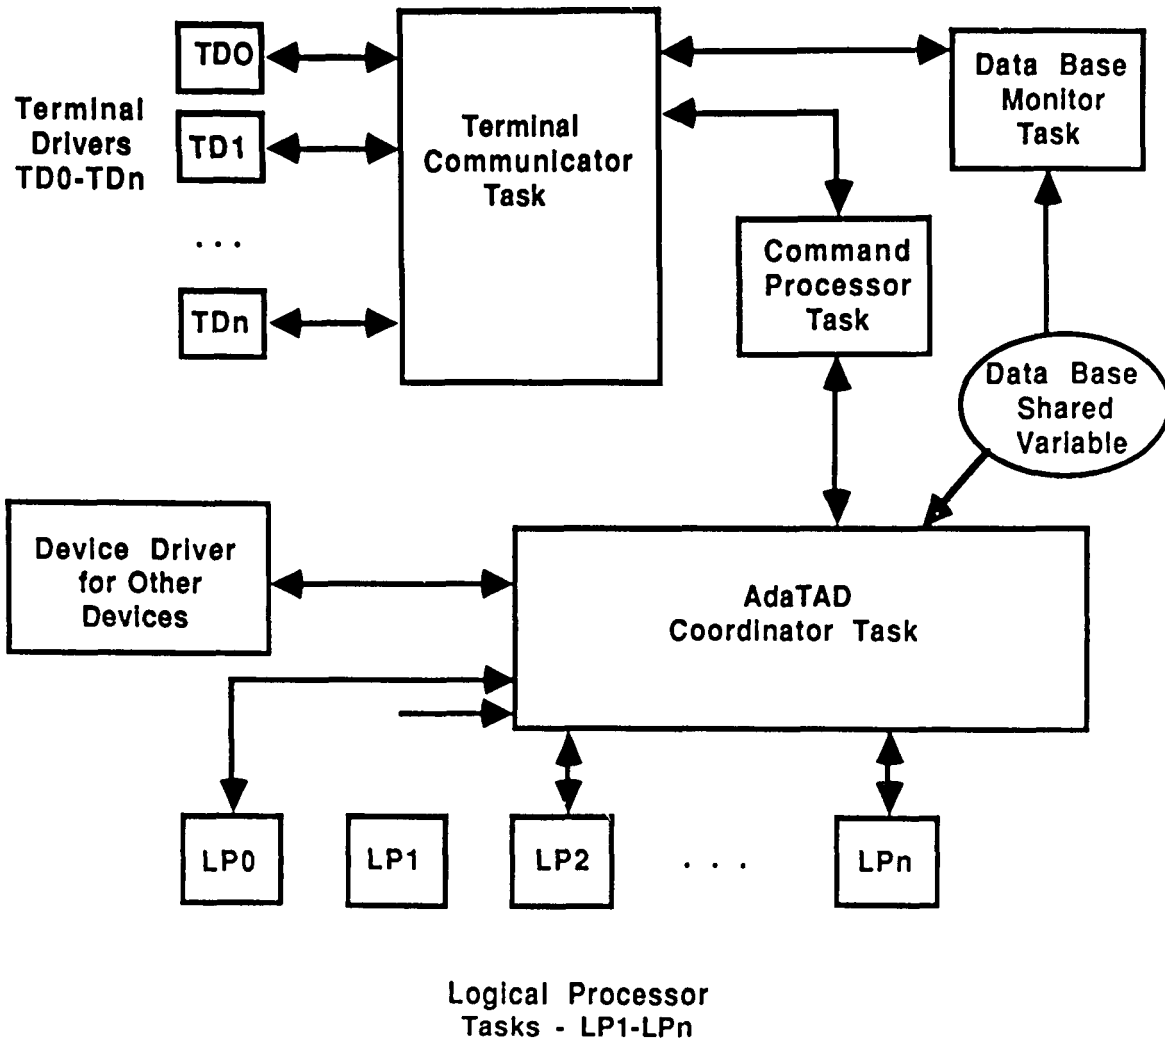 TD0
Terminal
Drivers
TD0-TDn
TD1
...
TDn
Terminal
Communicator
Task
Data Base
Monitor
Task
Command
Processor
Task
Data Base
Shared
Variable
Device Driver
for Other
Devices
AdaTAD
Coordinator Task
LP0
LP1
LP2
...
LPn
Logical Processor
Tasks - LP1-LPn